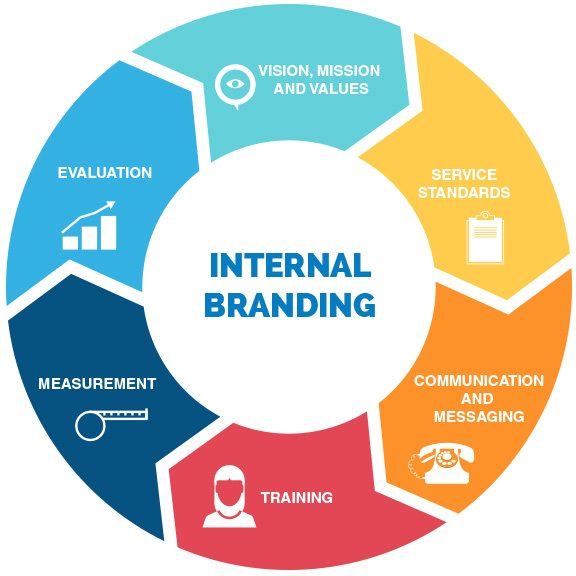 VISION, MISSION
AND VALUES
SERVICE
STANDARDS
COMMUNICATION
AND
MESSAGING
TRAINING
MEASUREMENT
EVALUATION
INTERNAL
BRANDING